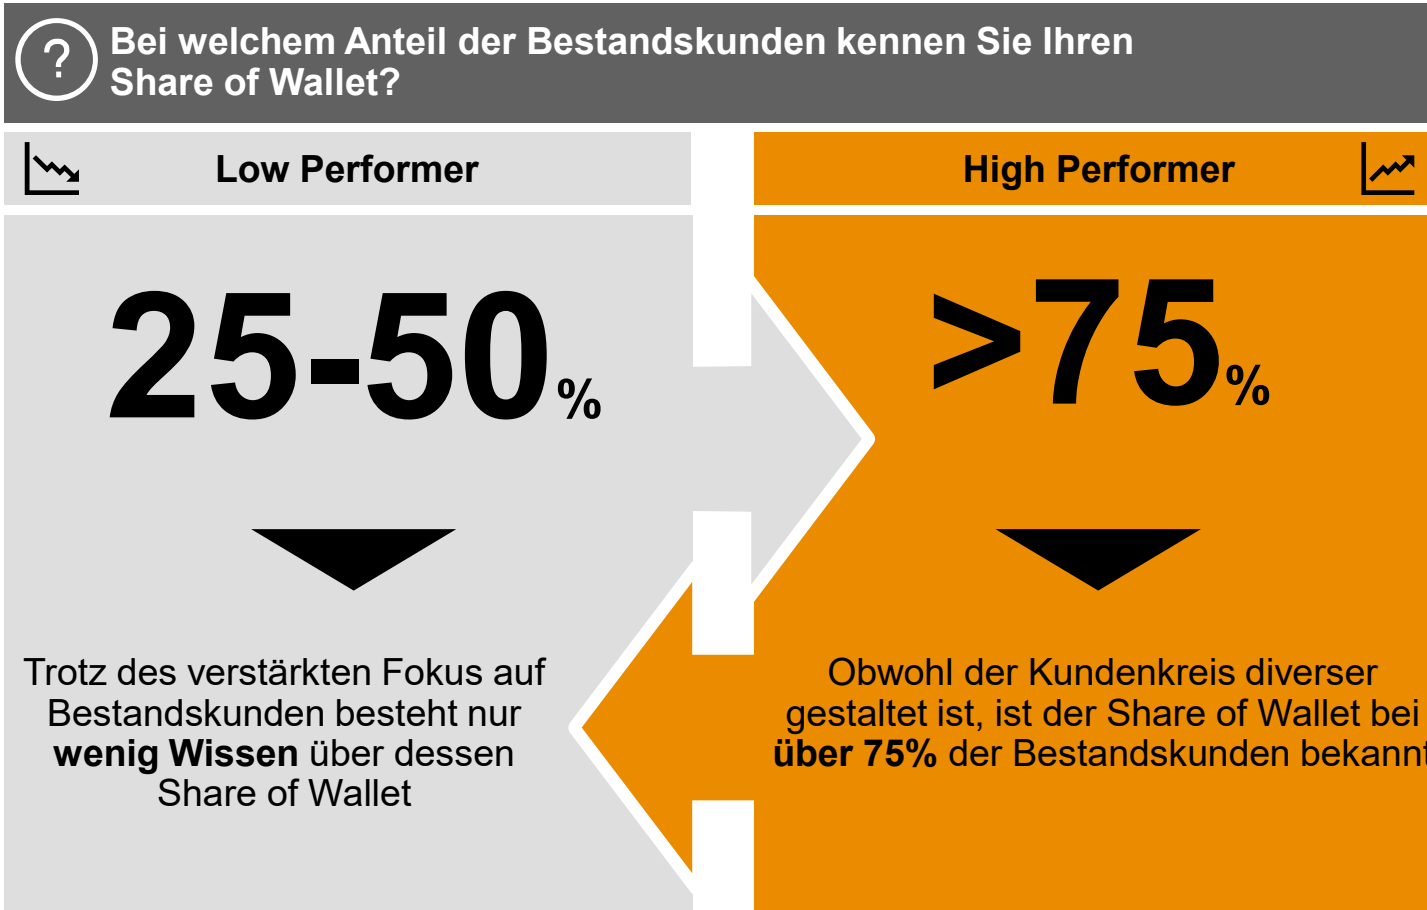 ?
Bei welchem Anteil der Bestandskunden kennen Sie Ihren
Share of Wallet?
Low Performer
25-50%
Trotz des verstärkten Fokus auf
Bestandskunden besteht nur
wenig Wissen über dessen
Share of Wallet
High Performer
>75%
Obwohl der Kundenkreis diverser
gestaltet ist, ist der Share of Wallet bei
über 75% der Bestandskunden bekannt